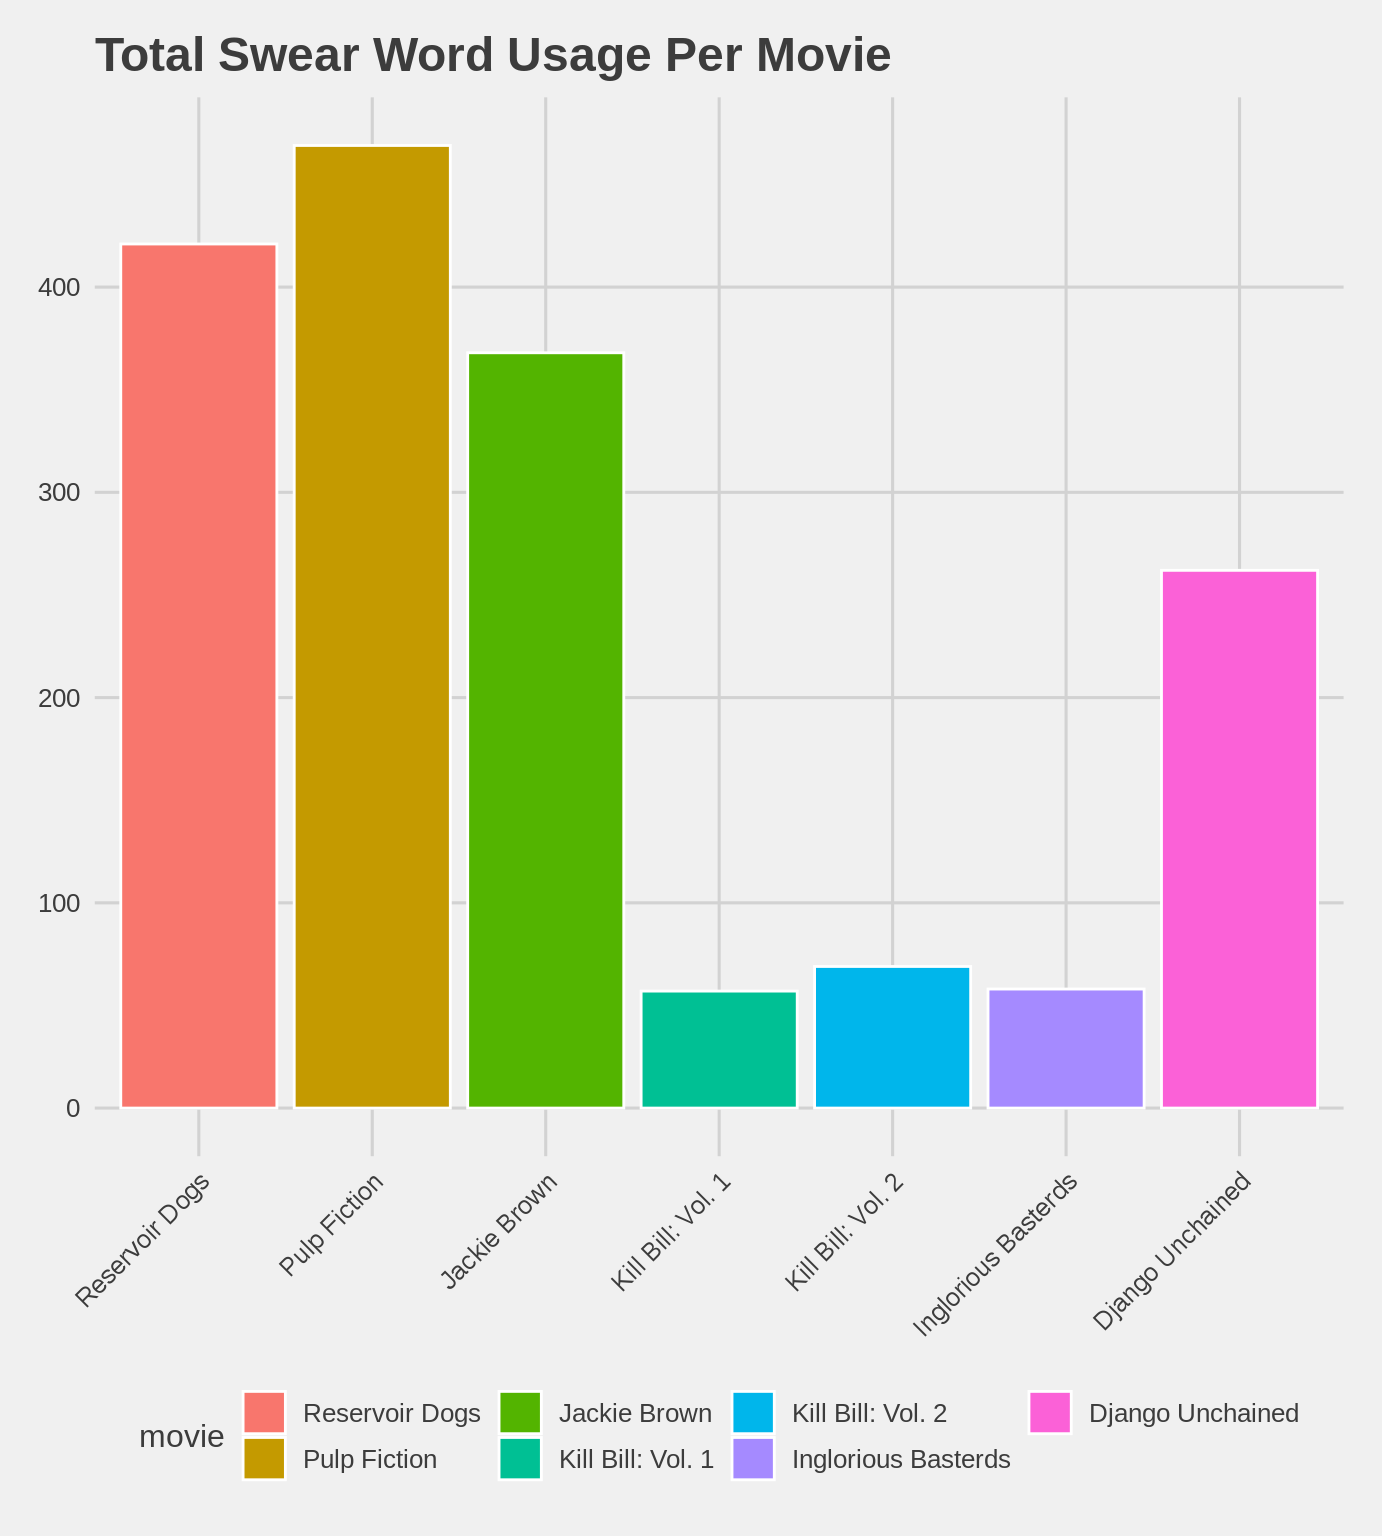 Total Swear Word Usage Per Movie
400
300
200
100
0
Reservoir Dogs
Pulp Fiction
Jackie Brown
Kill Bill: Vol. 1
Kill Bill: Vol. 2
Inglorious Basterds
Django Unchained
movie
Reservoir Dogs
Pulp Fiction
Jackie Brown
Kill Bill: Vol. 1
Kill Bill: Vol. 2
Inglorious Basterds
Django Unchained